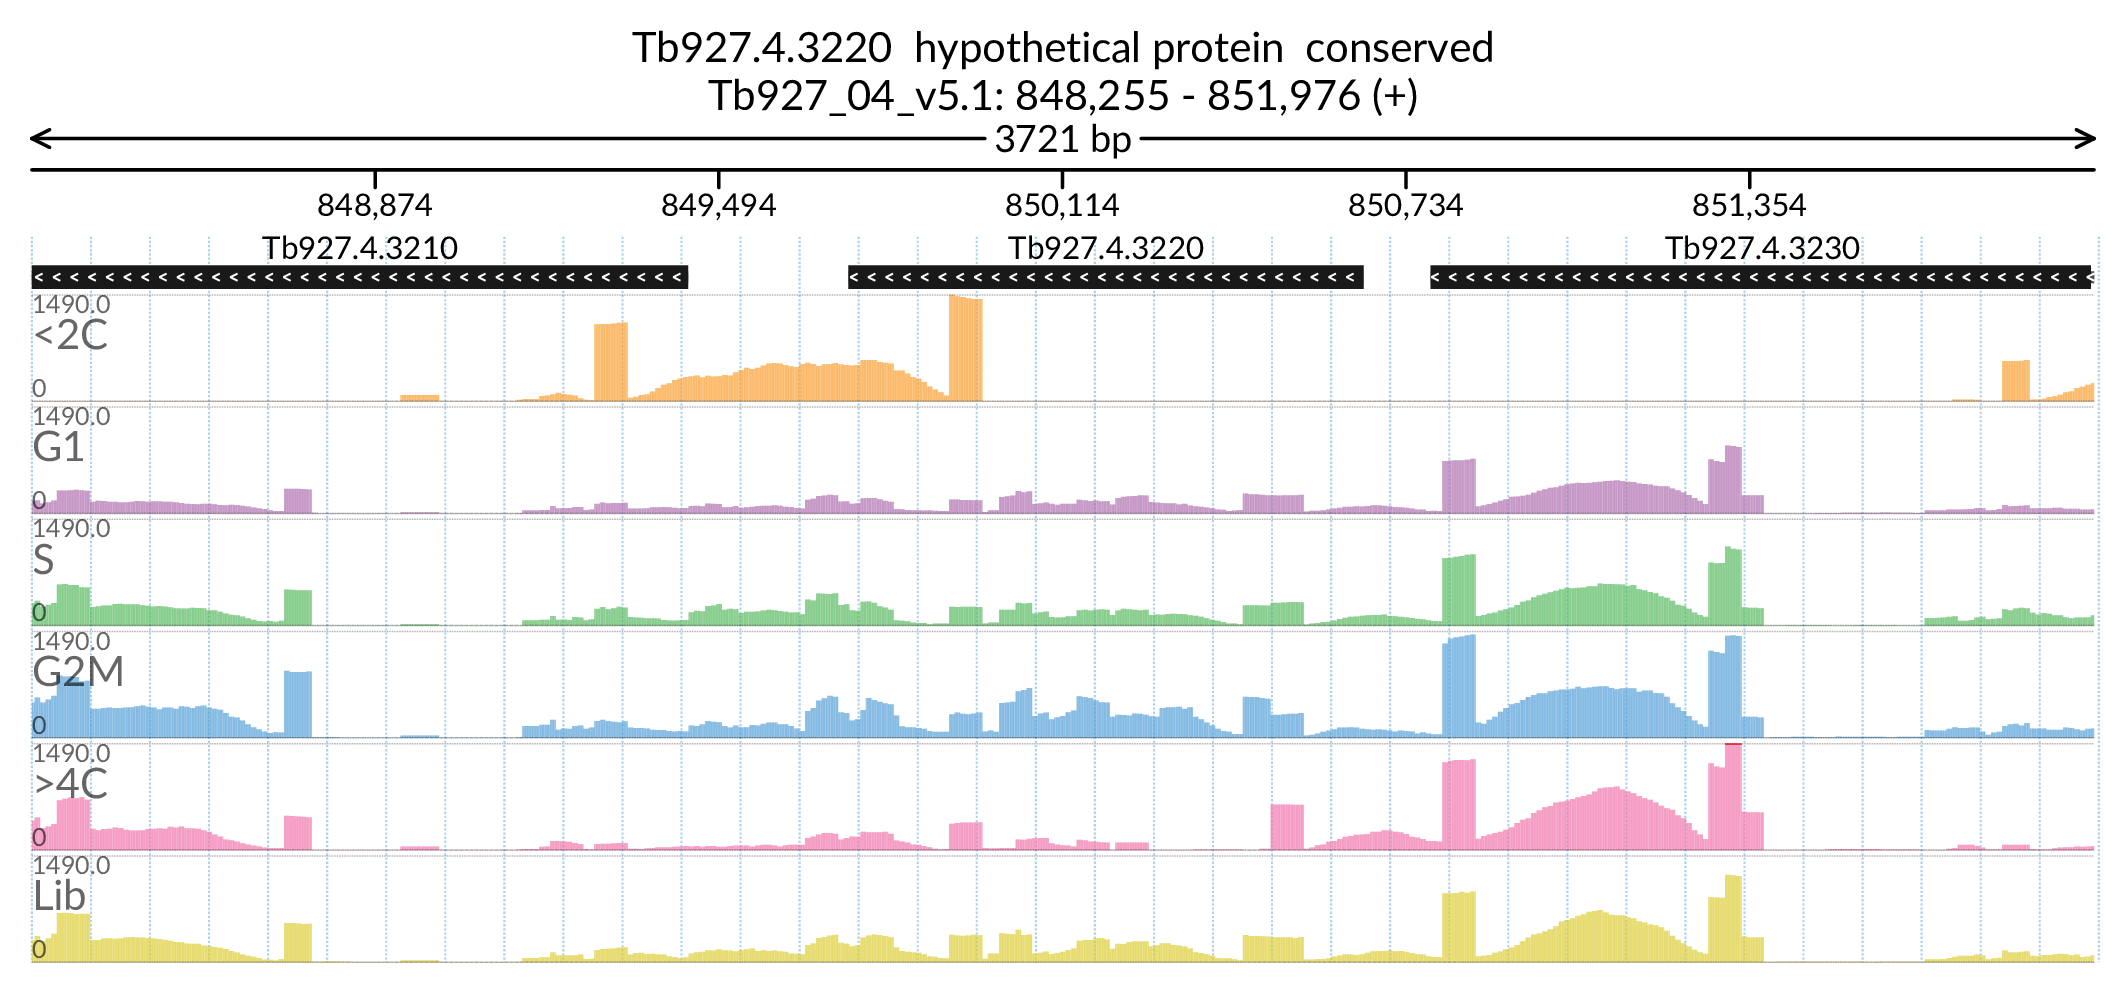 Tb927.4.3220 hypothetical protein conserved
Tb927_04_v5.1: 848,255 - 851,976 (+)
3721 bp
848,874 849,494 850,114 850,734 851,354
Tb927.4.3210 Tb927.4.3220 Tb927.4.3230
1490.0
<2C
0
1490.0
G1
0
1490.0
S
0
1490.0
G2M
0
1490.0
>4C
0
1490.0
Lib
0